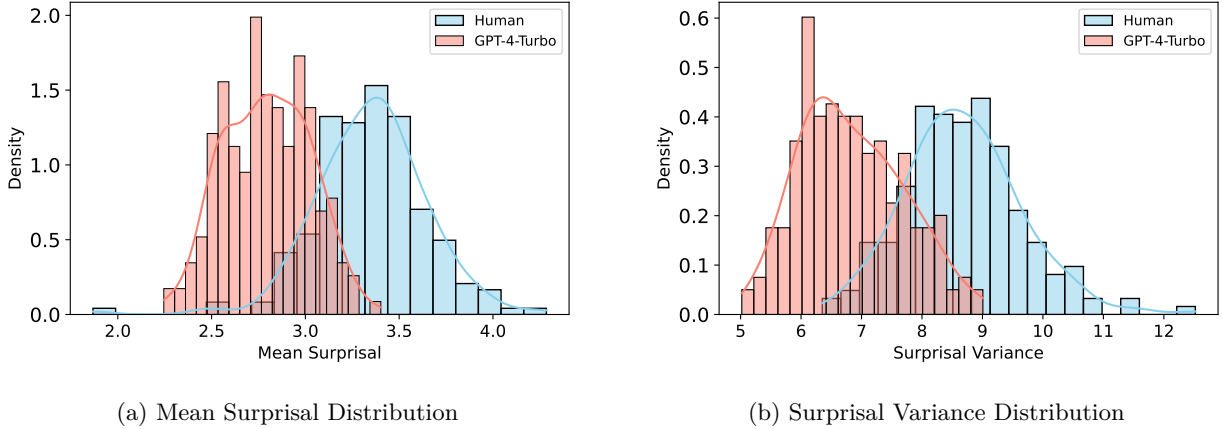 2.0
1.5
1.0
0.5
0.0
Density
Human
GPT-4-Turbo
2.0
2.5
3.0
3.5
4.0
Mean Surprisal
(a) Mean Surprisal Distribution
0.6
0.5
0.4
0.3
0.2
0.1
0.0
Density
Human
GPT-4-Turbo
5
6
7
8
9
10
11
12
Surprisal Variance
(b) Surprisal Variance Distribution